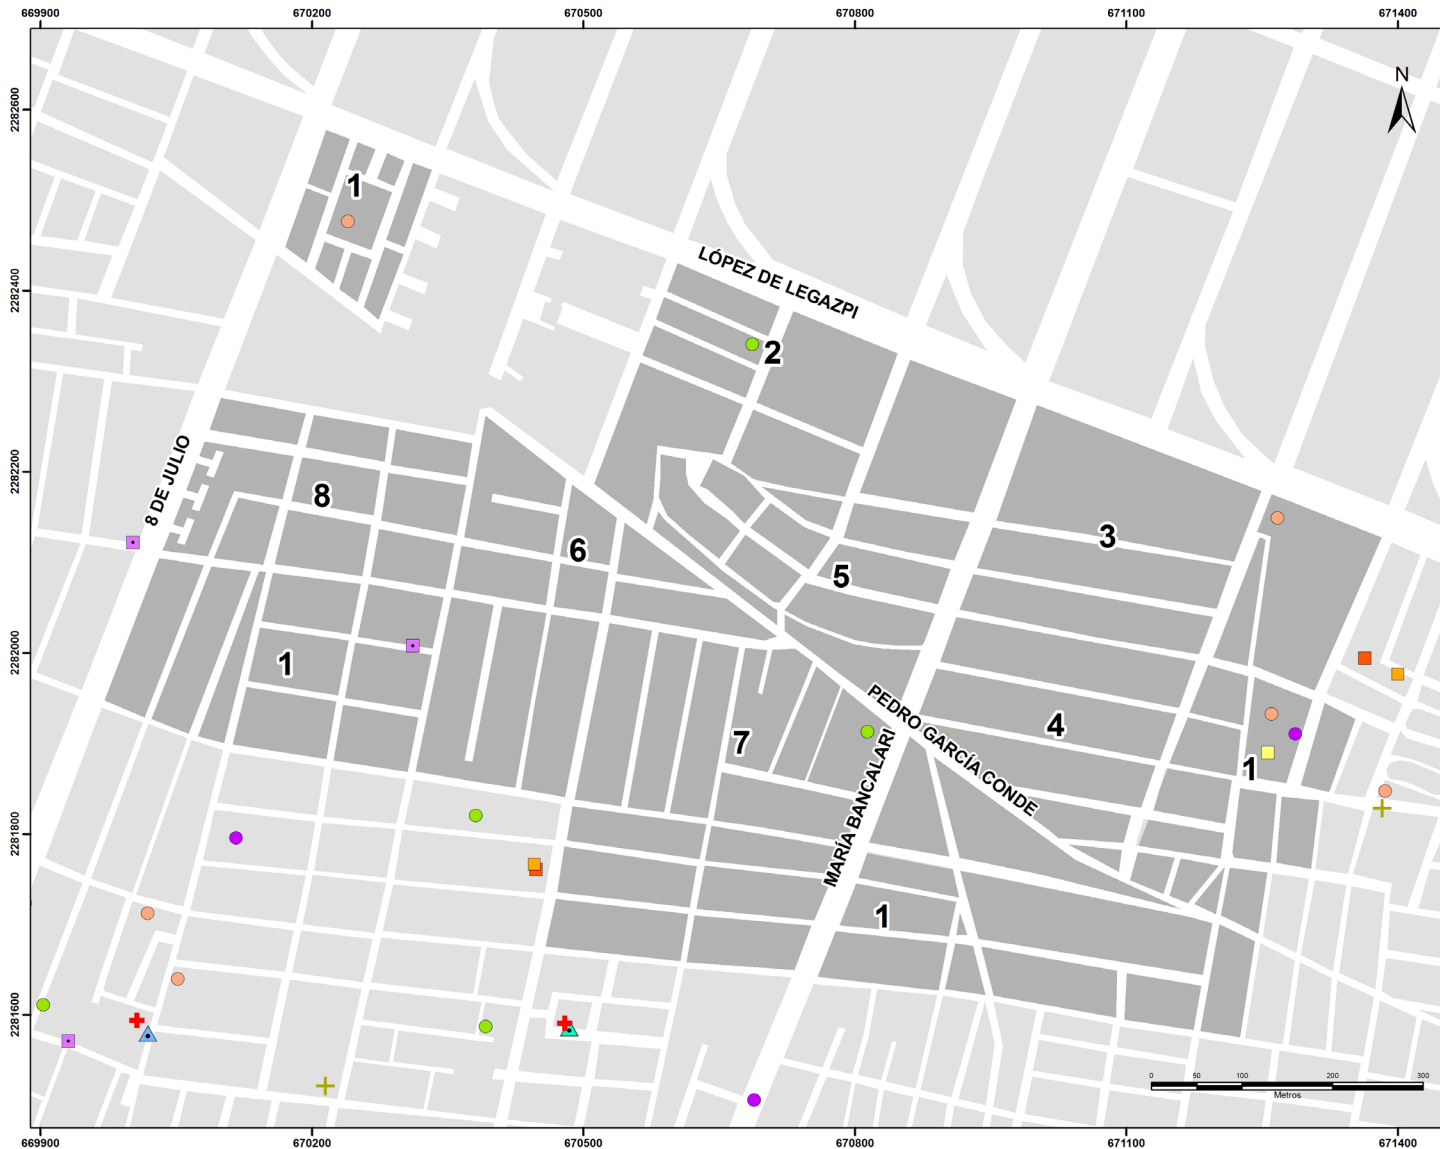 669900 670200 670500 670800 671100 671400
N
2282600
1
LÓPEZ DE LEGAZPI
2282400
2
2282200
8 DE JULIO
8
6
3
5
2282000
1
PEDRO GARCÍA CONDE
4
7
1
MARÍA BANCALARI
2281800
1
2281600
0 50 100 200 300
Metros
669900 670200 670500 670800 671100 671400